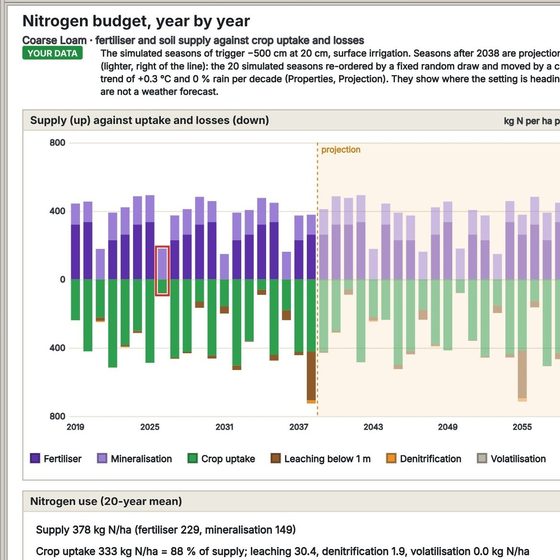 Nitrogen budget, year by year
Coarse Loam · fertiliser and soil supply against crop uptake and losses
YOUR DATA
The simulated seasons of trigger −500 cm at 20 cm, surface irrigation. Seasons after 2038 are projection
(lighter, right of the line): the 20 simulated seasons re-ordered by a fixed random draw and moved by a c
trend of +0.3 °C and 0 % rain per decade (Properties, Projection). They show where the setting is headin
are not a weather forecast.
Supply (up) against uptake and losses (down)
kg N per ha p
800
projection
400
0
400
800
2019 2025 2031 2037 2043 2049 2055
Fertiliser Mineralisation Crop uptake Leaching below 1 m Denitrification Volatilisation
Nitrogen use (20-year mean)
Supply 378 kg N/ha (fertiliser 229, mineralisation 149)
Crop uptake 333 kg N/ha = 88 % of supply; leaching 30.4, denitrification 1.9, volatilisation 0.0 kg N/ha